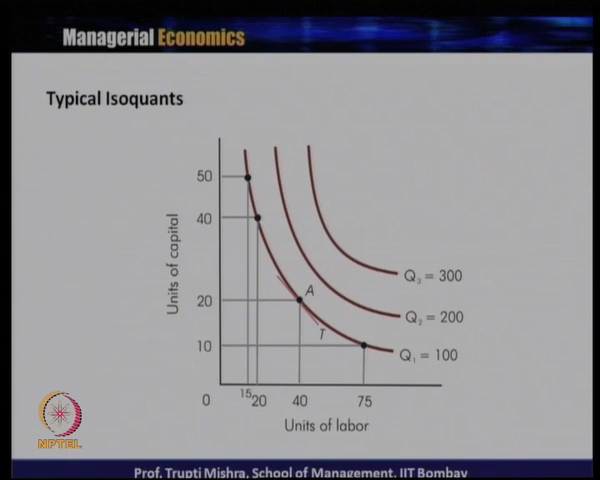 Managerial Economics
Typical Isoquants
50
40
20
10
Units of capital
A
T
Q₃ = 300
Q₂ = 200
Q₁ = 100
0
15
20
40
75
Units of labor
NPTEL
Prof. Trupti Mishra, School of Management, IIT Bombay